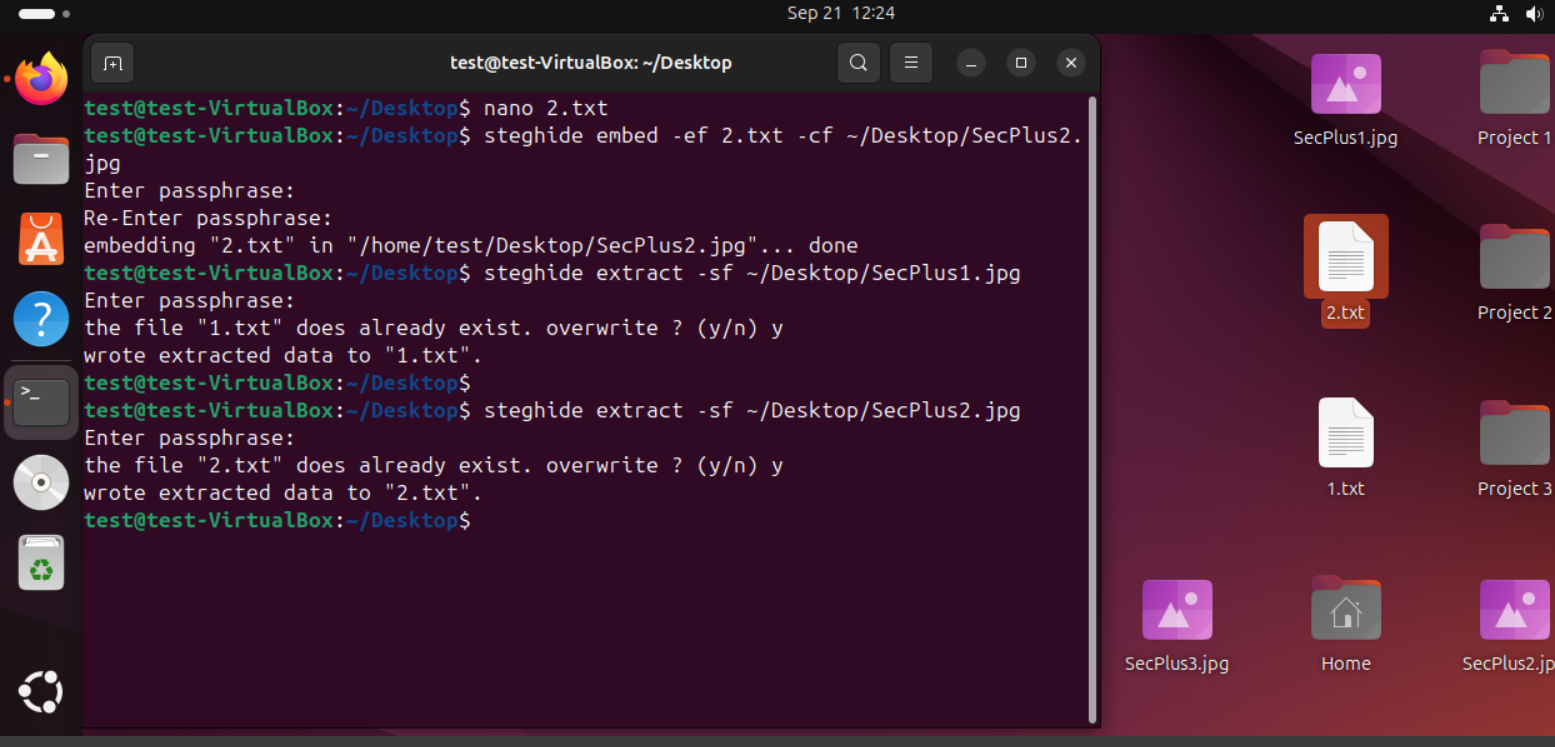 Sep 21 12:24
test@test-VirtualBox: ~/Desktop
test@test-VirtualBox:~/Desktop$ nano 2.txt
test@test-VirtualBox:~/Desktop$ steghide embed -ef 2.txt -cf ~/Desktop/SecPlus2.
jpg
Enter passphrase:
Re-Enter passphrase:
embedding "2.txt" in "/home/test/Desktop/SecPlus2.jpg"... done
test@test-VirtualBox:~/Desktop$ steghide extract -sf ~/Desktop/SecPlus1.jpg
Enter passphrase:
the file "1.txt" does already exist. overwrite ? (y/n) y
wrote extracted data to "1.txt".
test@test-VirtualBox:~/Desktop$
test@test-VirtualBox:~/Desktop$ steghide extract -sf ~/Desktop/SecPlus2.jpg
Enter passphrase:
the file "2.txt" does already exist. overwrite ? (y/n) y
wrote extracted data to "2.txt".
test@test-VirtualBox:~/Desktop$
SecPlus1.jpg
Project 1
2.txt
Project 2
1.txt
Project 3
SecPlus3.jpg
Home
SecPlus2.jp